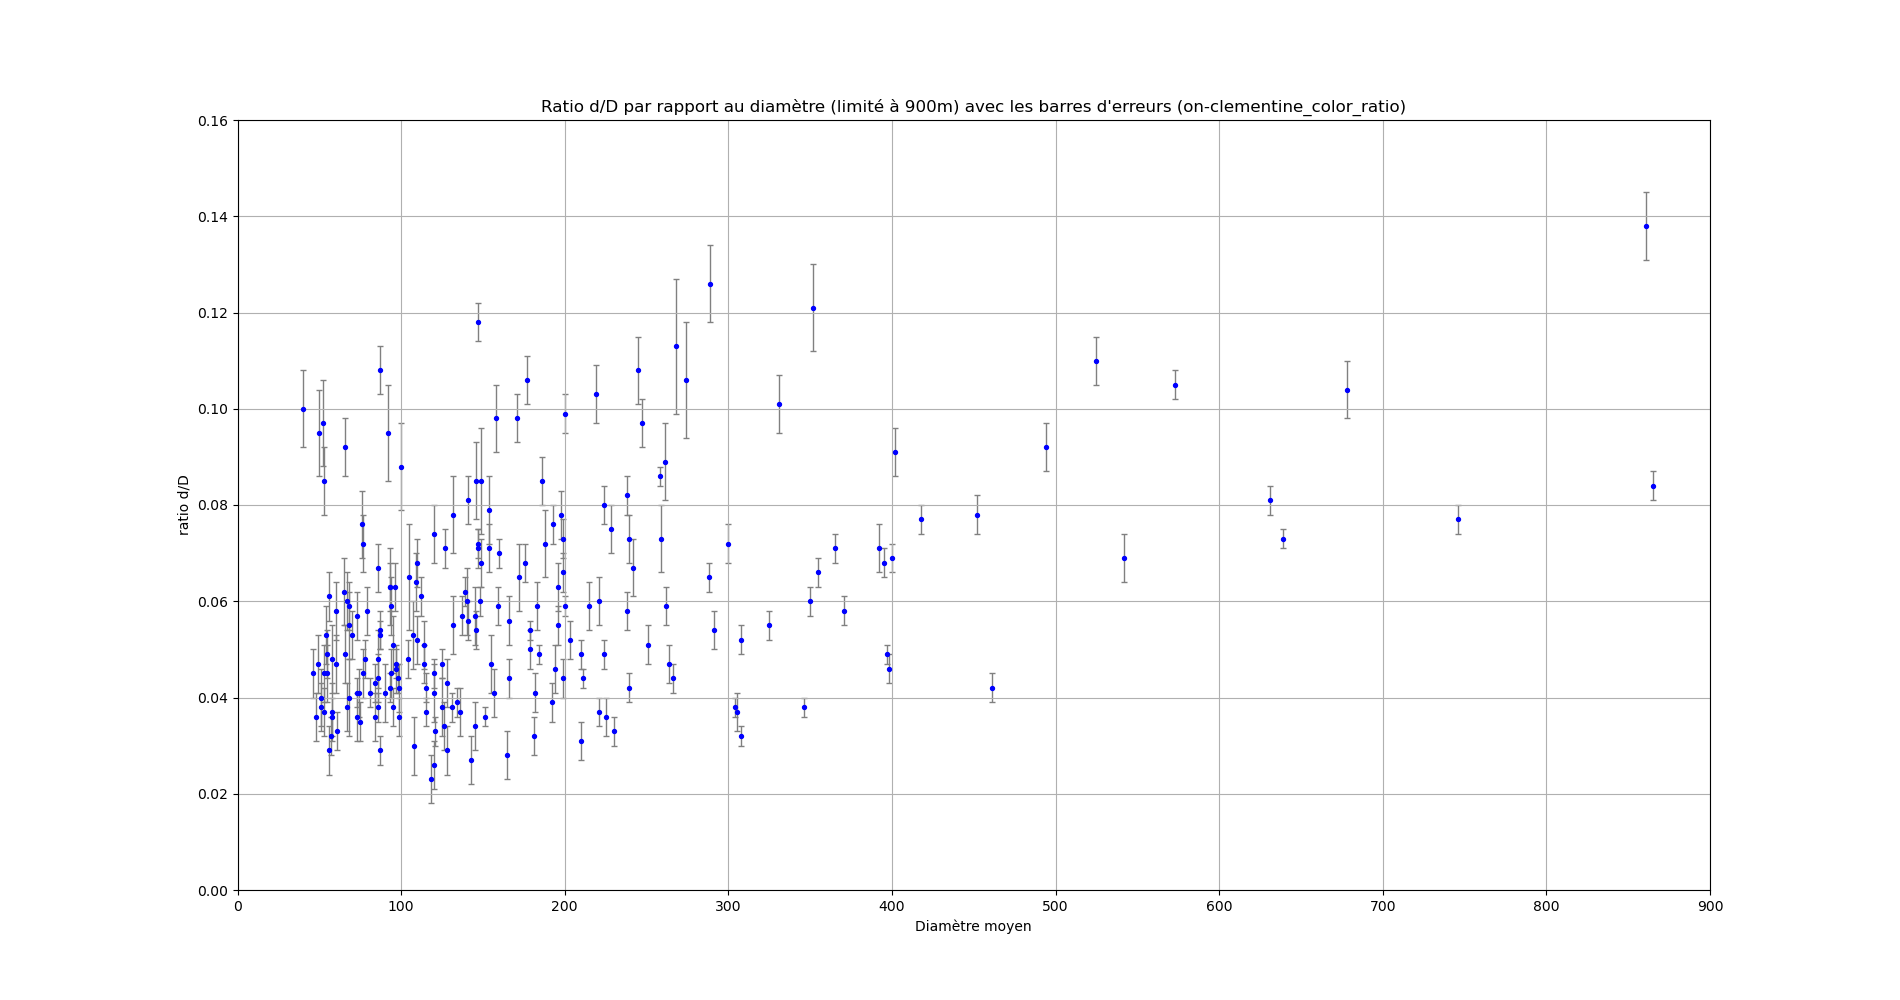 Ratio d/D par rapport au diamètre (limité à 900m) avec les barres d'erreurs (on-clementine_color_ratio)
0.16
0.14
0.12
0.10
0.08
0.06
0.04
0.02
0.00
ratio d/D
0 100 200 300 400 500 600 700 800 900
Diamètre moyen